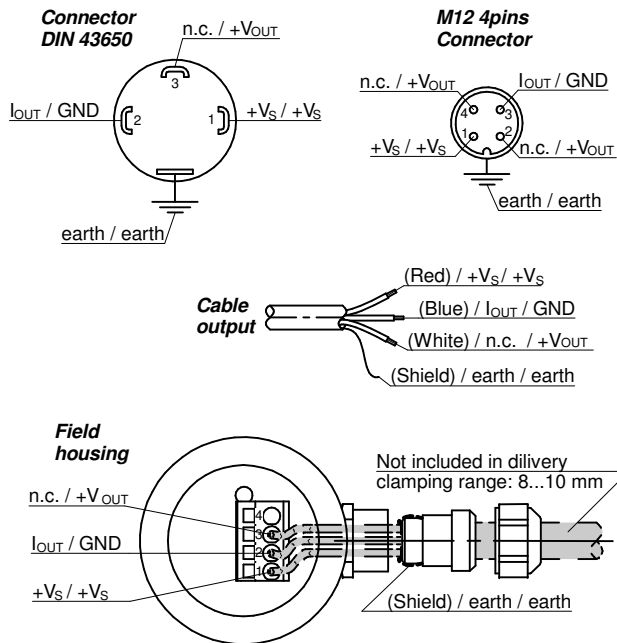 Connector
DIN 43650
n.c. / +VOUT
3
IOUT / GND
2
1
+VS / +VS
earth / earth
M12 4pins
Connector
n.c. / +VOUT
IOUT / GND
4
3
1
2
+VS / +VS
n.c. / +VOUT
earth / earth
Cable
output
(Red) / +VS/ +VS
(Blue) / IOUT / GND
(White) / n.c. / +VOUT
(Shield) / earth / earth
Field
housing
Not included in dilivery
clamping range: 8...10 mm
n.c. / +V OUT
4
3
IOUT / GND
2
1
+VS / +VS
(Shield) / earth / earth